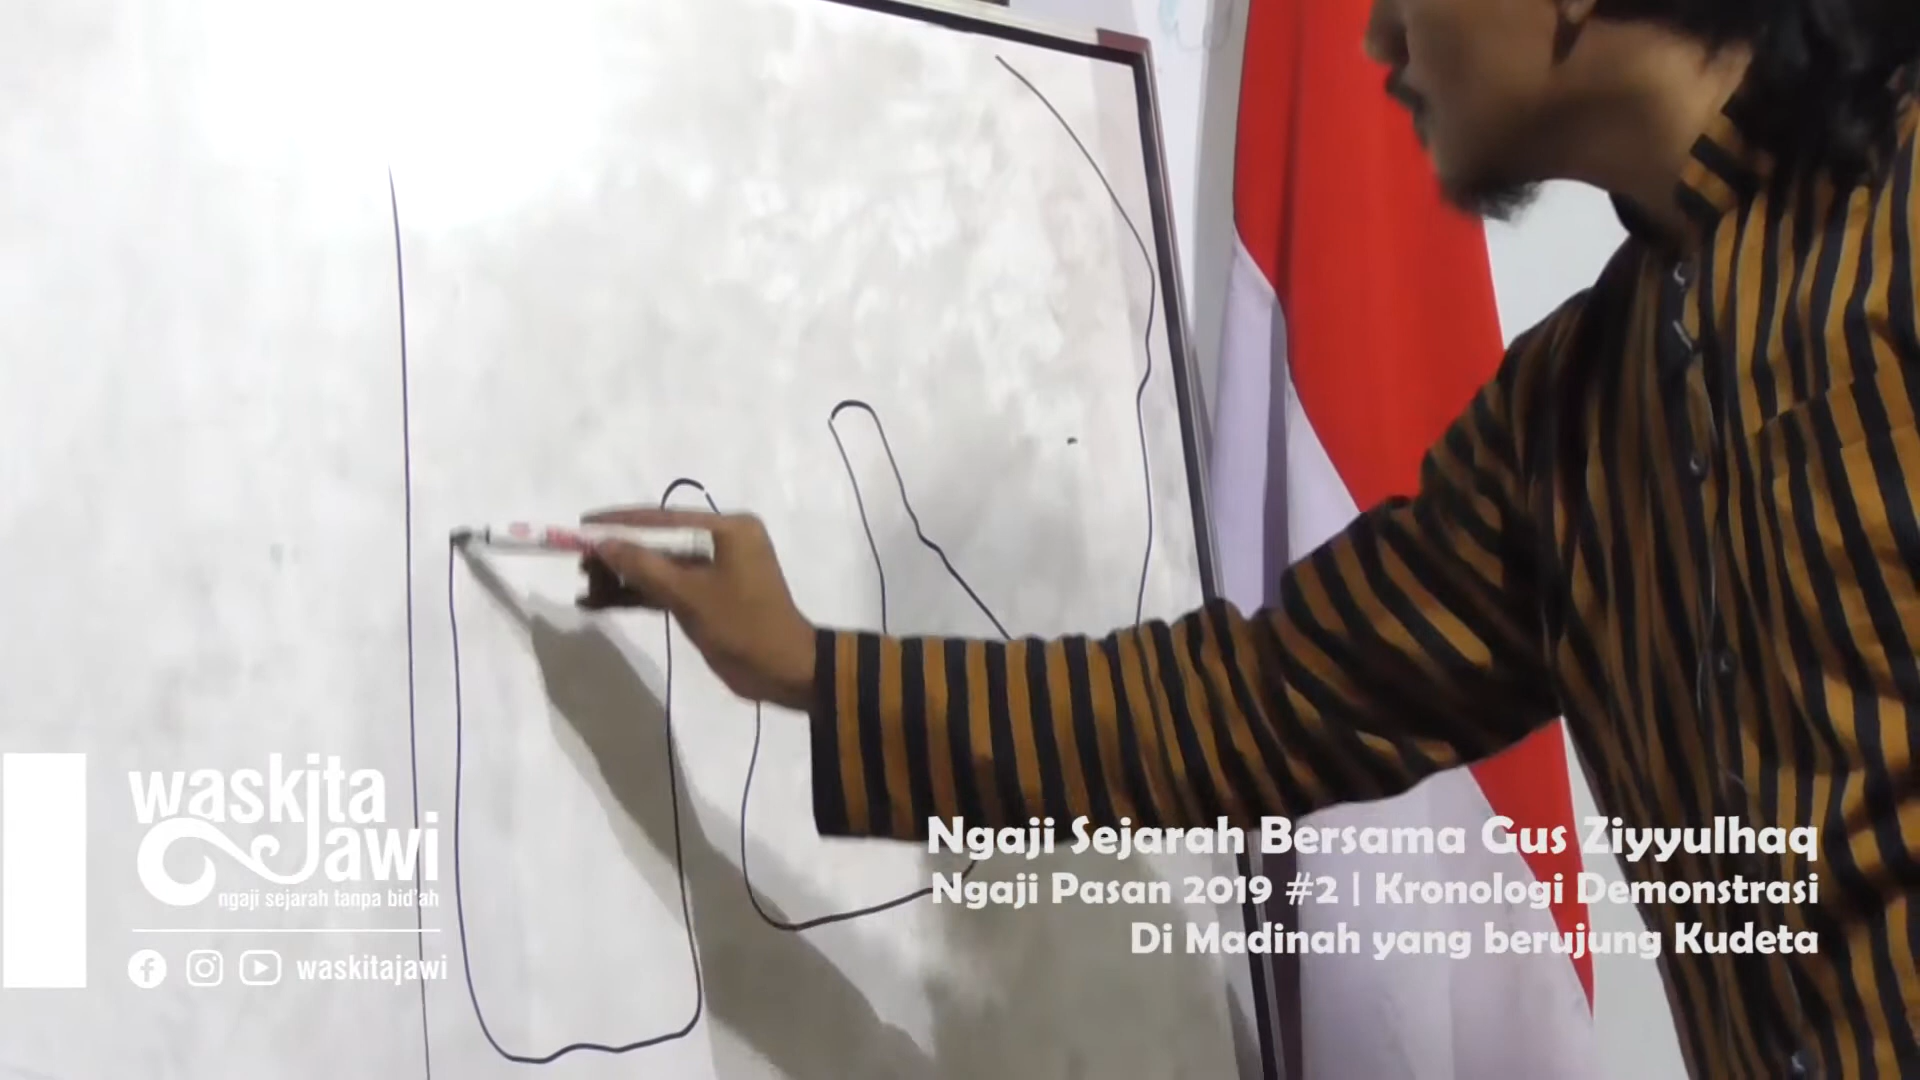 waskita
Jawi
ngaji sejarah tanpa bid'ah
waskitajawi
Ngaji Sejarah Bersama Gus Ziyyulhaq
Ngaji Pasan 2019 #2 | Kronologi Demonstrasi
Di Madinah yang berujung Kudeta